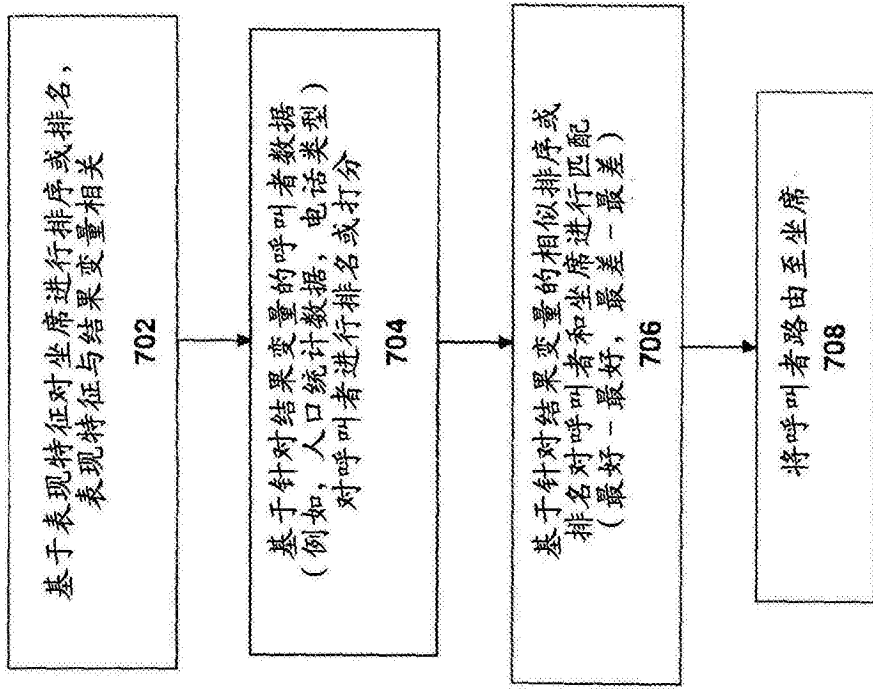 基于表现特征对坐席进行排序或排名，
表现特征与结果变量相关
702
基于针对结果变量的呼叫者数据
（例如，人口统计数据，电话类型）
对呼叫者进行排名或打分
704
基于针对结果变量的相似排序或
排名对呼叫者和坐席进行匹配
（最好－最好，最差－最差）
706
将呼叫者路由至坐席
708